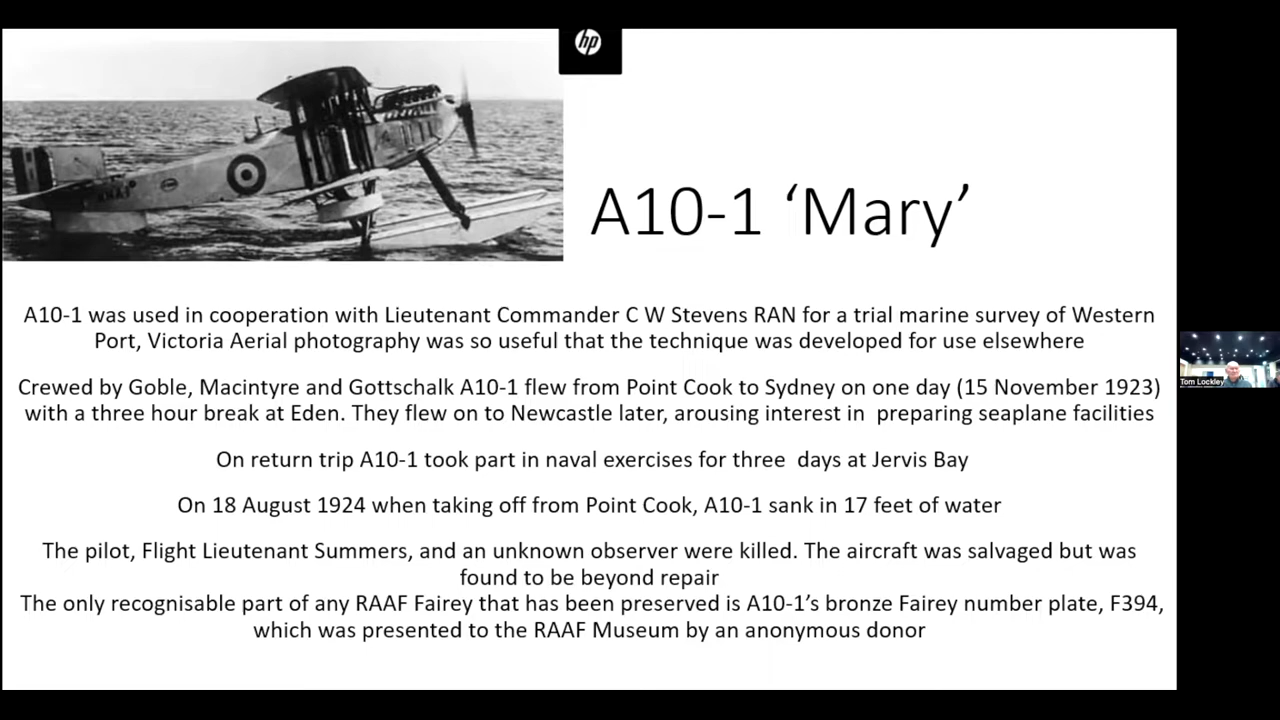 hp
A10-1 ‘Mary’
A10-1 was used in cooperation with Lieutenant Commander C W Stevens RAN for a trial marine survey of Western
Port, Victoria Aerial photography was so useful that the technique was developed for use elsewhere
Crewed by Goble, Macintyre and Gottschalk A10-1 flew from Point Cook to Sydney on one day (15 November 1923)
with a three hour break at Eden. They flew on to Newcastle later, arousing interest in  preparing seaplane facilities
On return trip A10-1 took part in naval exercises for three  days at Jervis Bay
On 18 August 1924 when taking off from Point Cook, A10-1 sank in 17 feet of water
The pilot, Flight Lieutenant Summers, and an unknown observer were killed. The aircraft was salvaged but was
found to be beyond repair
The only recognisable part of any RAAF Fairey that has been preserved is A10-1’s bronze Fairey number plate, F394,
which was presented to the RAAF Museum by an anonymous donor
Tom Lockley